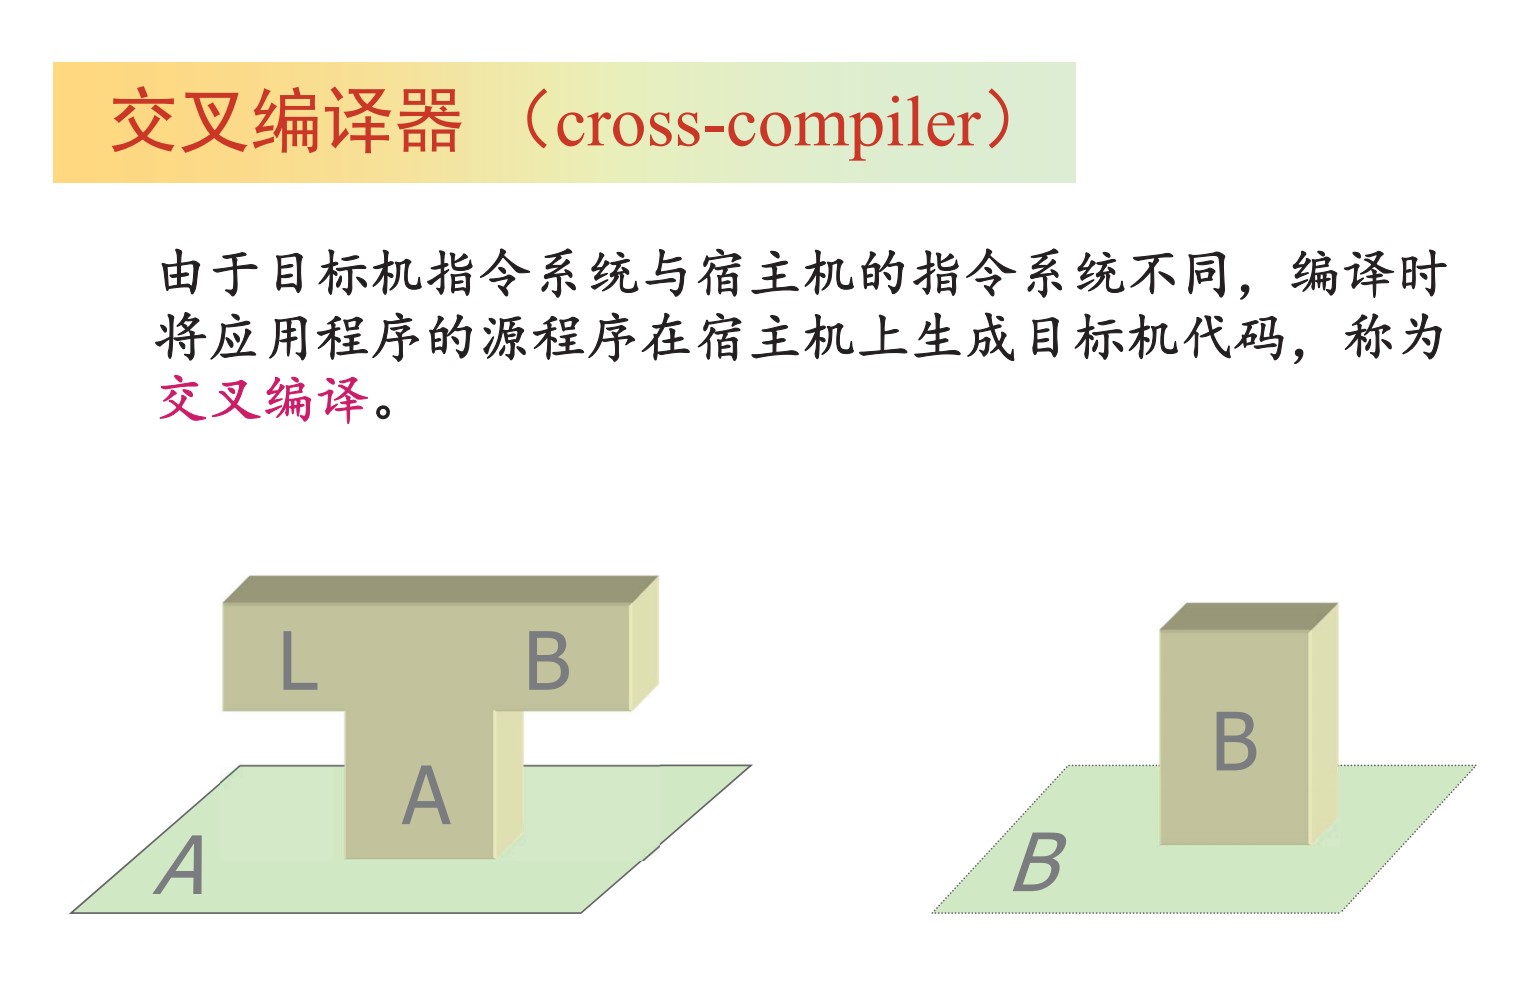 交叉编译器 （cross-compiler）
由于目标机指令系统与宿主机的指令系统不同，编译时
将应用程序的源程序在宿主机上生成目标机代码，称为
交叉编译。
L B
B
A
A B